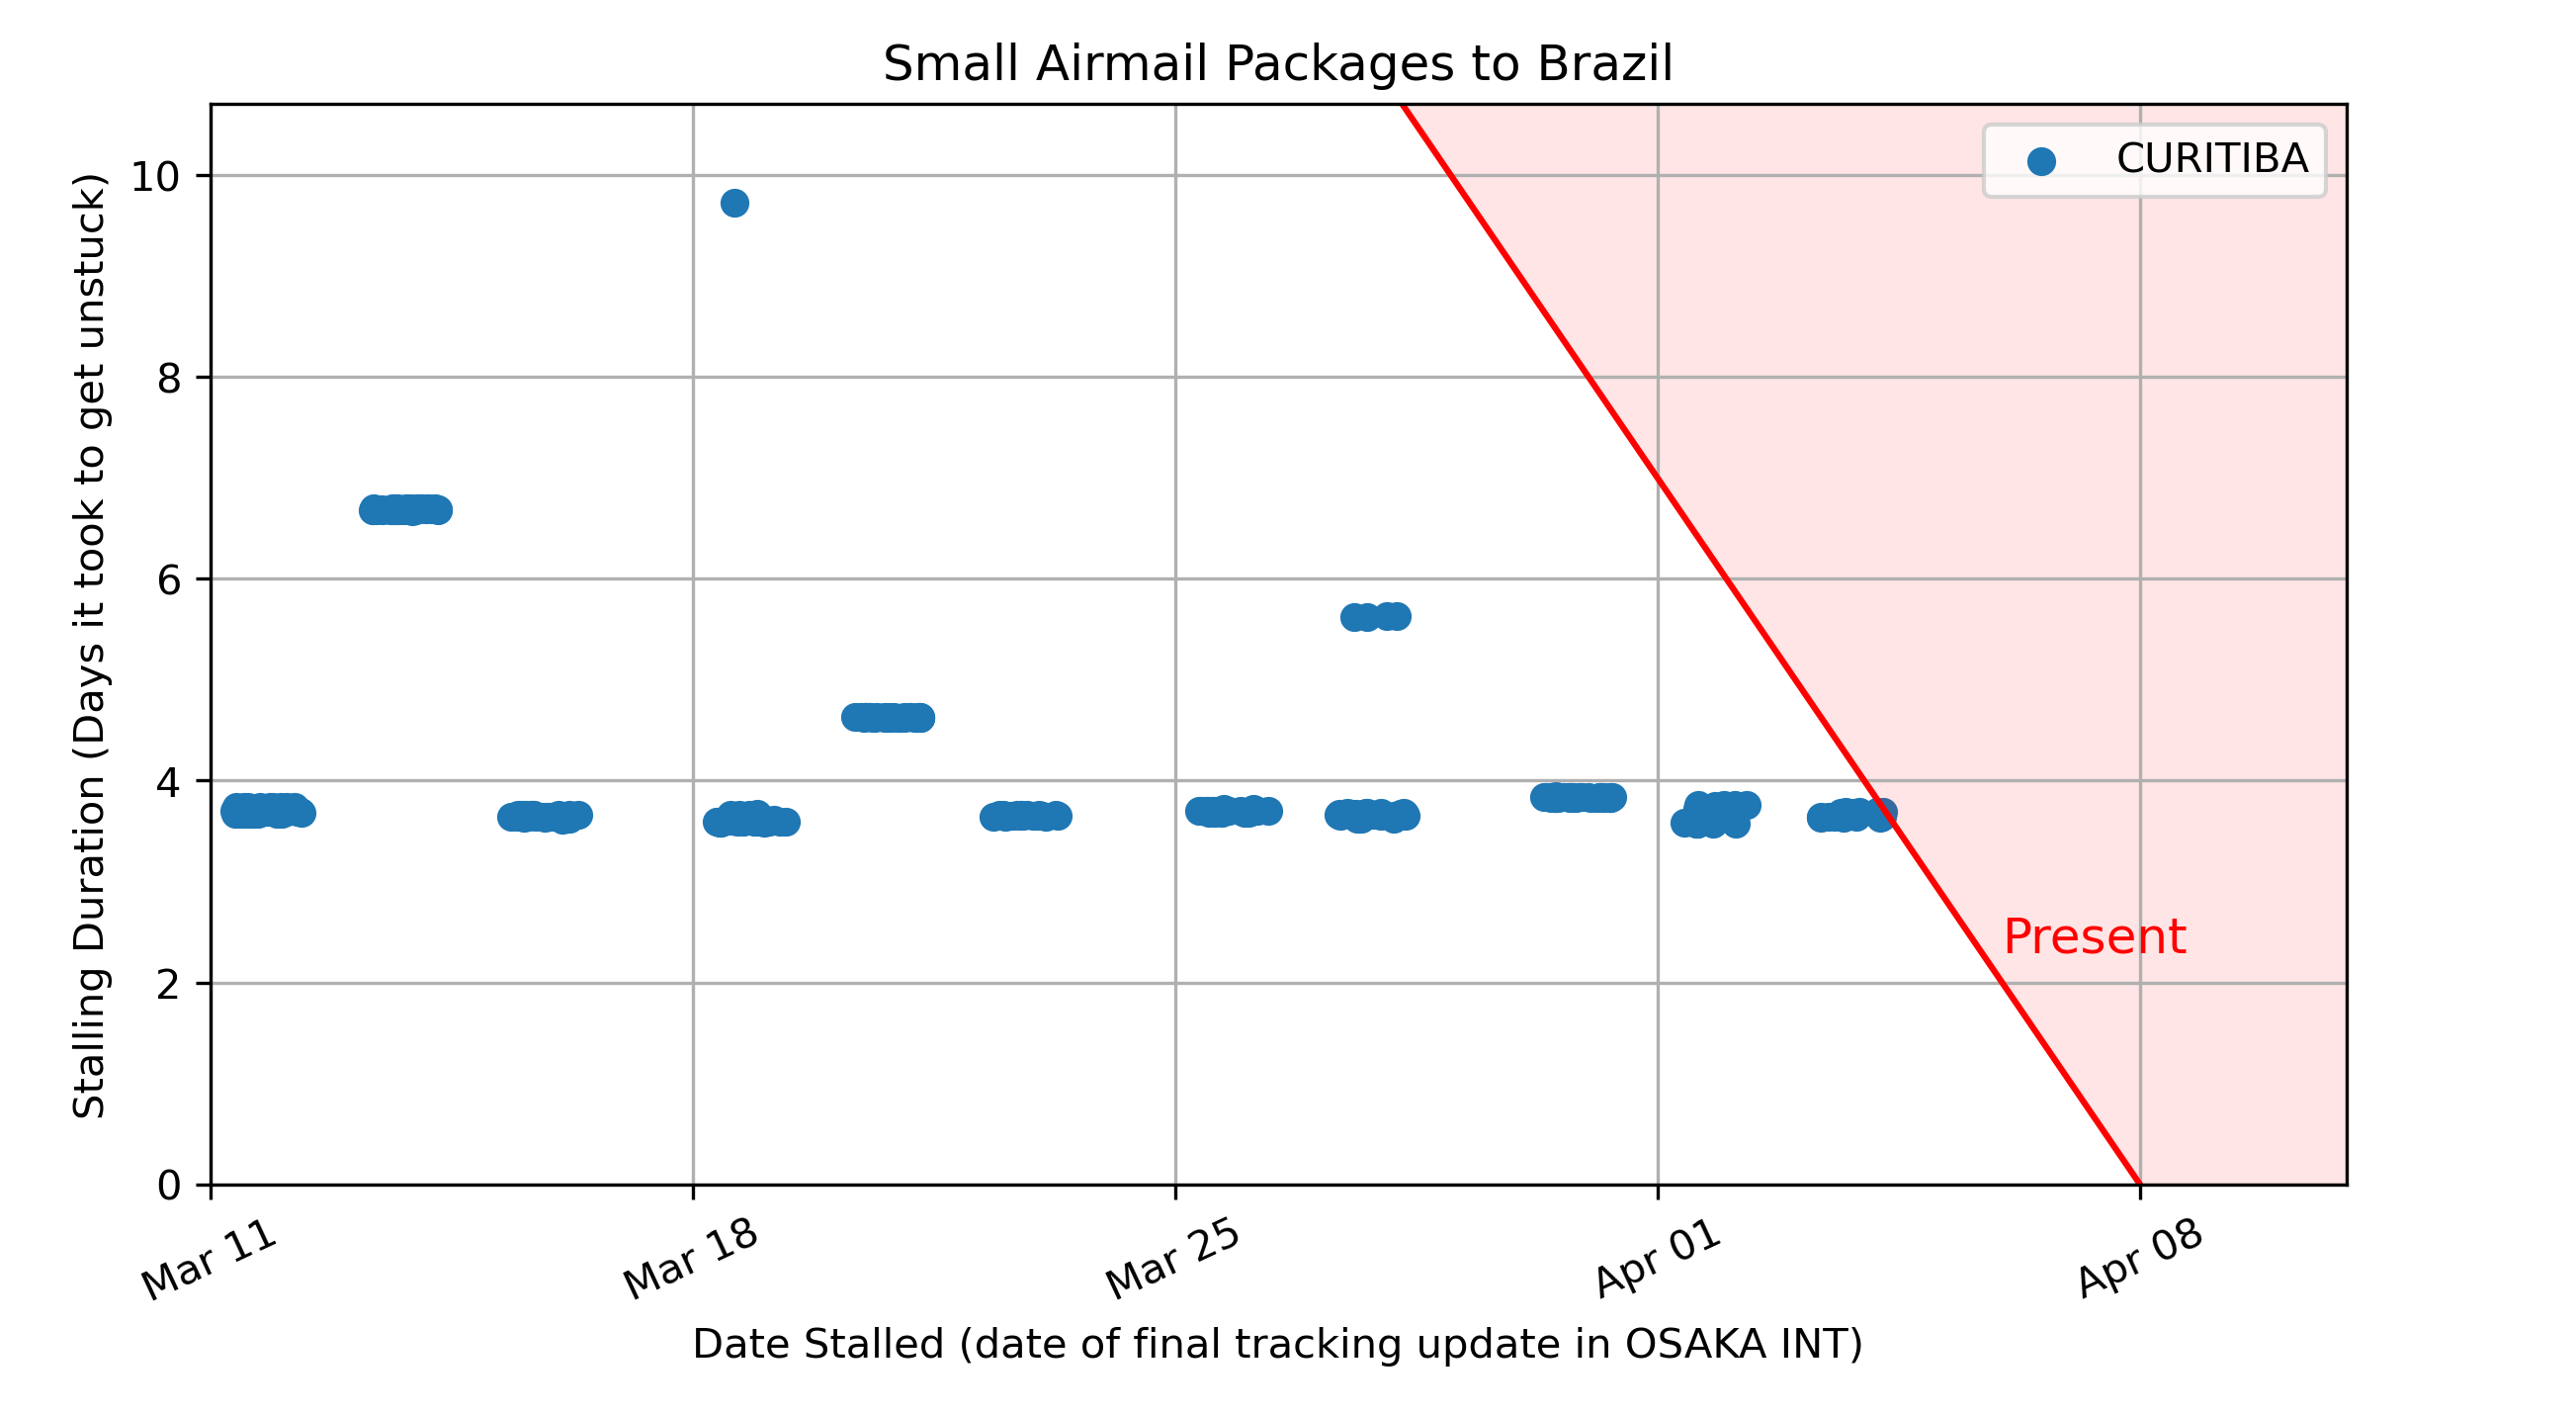 Small Airmail Packages to Brazil
CURITIBA
Stalling Duration (Days it took to get unstuck)
10
8
6
4
2
0
Present
Mar 11
Mar 18
Mar 25
Apr 01
Apr 08
Date Stalled (date of final tracking update in OSAKA INT)